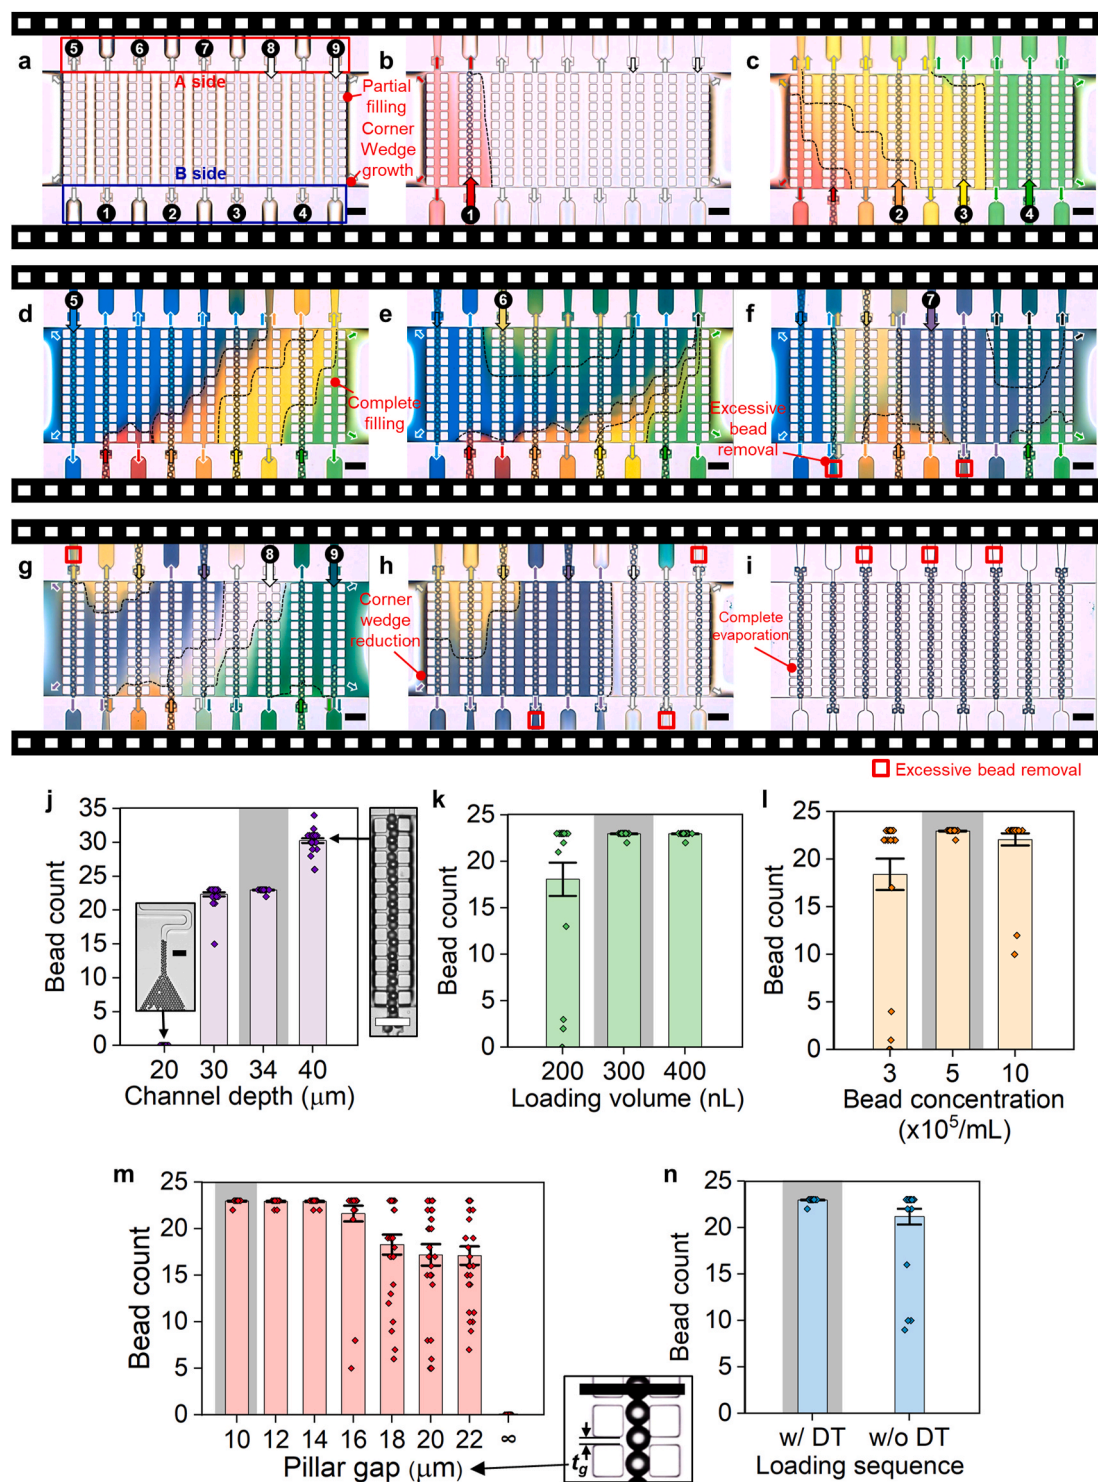 a
5
6
7
8
9
A side
Partial
filling
Corner
Wedge
growth
B side
1
2
3
4
b
1
c
2
3
4
d
5
Complete
filling
e
6
f
7
Excessive
bead
removal
g
8
9
h
Corner
wedge
reduction
i
Complete
evaporation
Excessive bead removal
j
Bead count
35
30
25
20
15
10
5
0
20 30 34 40
Channel depth (μm)
k
Bead count
25
20
15
10
5
0
200 300 400
Loading volume (nL)
l
Bead count
25
20
15
10
5
0
3 5 10
Bead concentration
(x10⁵/mL)
m
Bead count
25
20
15
10
5
0
10 12 14 16 18 20 22 ∞
Pillar gap (μm)
t_g
n
Bead count
25
20
15
10
5
0
w/ DT w/o DT
Loading sequence